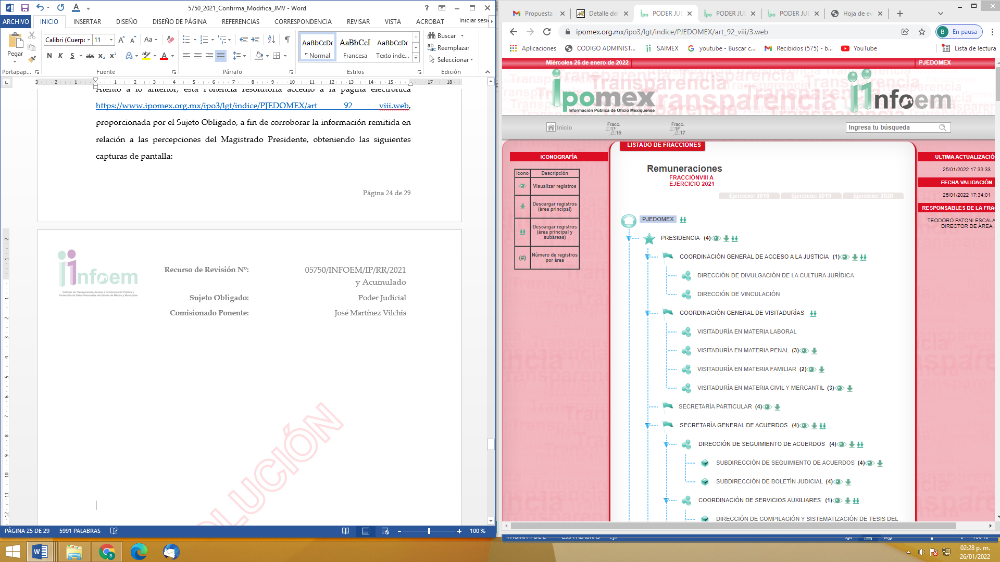 5750_2021_Confirma_Modifica_JMV - Word
ARCHIVO INICIO INSERTAR DISEÑO DISEÑO DE PÁGINA REFERENCIAS CORRESPONDENCIA REVISAR VISTA ACROBAT Iniciar sesi
Pegar
Calibri (Cuerpo 11
N K S abc x₂ x²
AaBbCcDc AaBbCcI AaBbCcDc
¶ Normal Francesa Texto inde...
Buscar
Reemplazar
Seleccionar
Portapap... Fuente Párrafo Estilos Edición
Atento a lo anterior, esta Ponencia resolutoria accedió a la página electrónica
https://www.ipomex.org.mx/ipo3/lgt/indice/PJEDOMEX/art 92 viii.web,
proporcionada por el Sujeto Obligado, a fin de corroborar la información remitida en
relación a las percepciones del Magistrado Presidente, obteniendo las siguientes
capturas de pantalla:
Página 24 de 29
infoem
Instituto de Transparencia, Acceso a la Información Pública y
Protección de Datos Personales del Estado de México y Municipios
Recurso de Revisión N°: 05750/INFOEM/IP/RR/2021
y Acumulado
Sujeto Obligado: Poder Judicial
Comisionado Ponente: José Martínez Vilchis
OLUCIÓN
PÁGINA 25 DE 29 5991 PALABRAS 100 %
Propuesta Detalle del PODER JUD PODER JUD PODER JUD Hoja de ev
ipomex.org.mx/ipo3/lgt/indice/PJEDOMEX/art_92_viii/3.web
B En pausa
Aplicaciones CODIGO ADMINIST... SAIMEX youtube - Buscar c... Recibidos (575) - b... YouTube Lista de lectura
Miércoles 26 de enero de 2022 PJEDOMEX
Transparencia
ipomex
Información Pública de Oficio Mexiquense
infoem
Inicio
Fracc.
2015
Fracc.
2017
Ingresa tu búsqueda
LISTADO DE FRACCIONES
ICONOGRAFÍA
Icono Descripción
Visualizar registros
Descargar registros
(área principal)
Descargar registros
(área principal y
subáreas)
(#) Número de registros
por área
Remuneraciones
FRACCIÓNVIII A
EJERCICIO 2021
Ejercicio: 2018 Ejercicio: 2019 Ejercicio: 2020
PJEDOMEX
PRESIDENCIA (4)
COORDINACIÓN GENERAL DE ACCESO A LA JUSTICIA (1)
DIRECCIÓN DE DIVULGACIÓN DE LA CULTURA JURÍDICA
DIRECCIÓN DE VINCULACIÓN
COORDINACIÓN GENERAL DE VISITADURÍAS
VISITADURÍA EN MATERIA LABORAL
VISITADURÍA EN MATERIA PENAL (3)
VISITADURÍA EN MATERIA FAMILIAR (2)
VISITADURÍA EN MATERIA CIVIL Y MERCANTIL (3)
SECRETARÍA PARTICULAR (4)
SECRETARÍA GENERAL DE ACUERDOS (4)
DIRECCIÓN DE SEGUIMIENTO DE ACUERDOS (4)
SUBDIRECCIÓN DE SEGUIMIENTO DE ACUERDOS (4)
SUBDIRECCIÓN DE BOLETÍN JUDICIAL (4)
COORDINACIÓN DE SERVICIOS AUXILIARES (1)
DIRECCIÓN DE COMPILACIÓN Y SISTEMATIZACIÓN DE TESIS DEL
ULTIMA ACTUALIZACIÓ
25/01/2022 17:33:33
FECHA VALIDACIÓN
25/01/2022 17:34:01
RESPONSABLES DE LA FRA
TEODORO PATONI ESCALA
DIRECTOR DE ÁREA
02:28 p. m.
26/01/2022